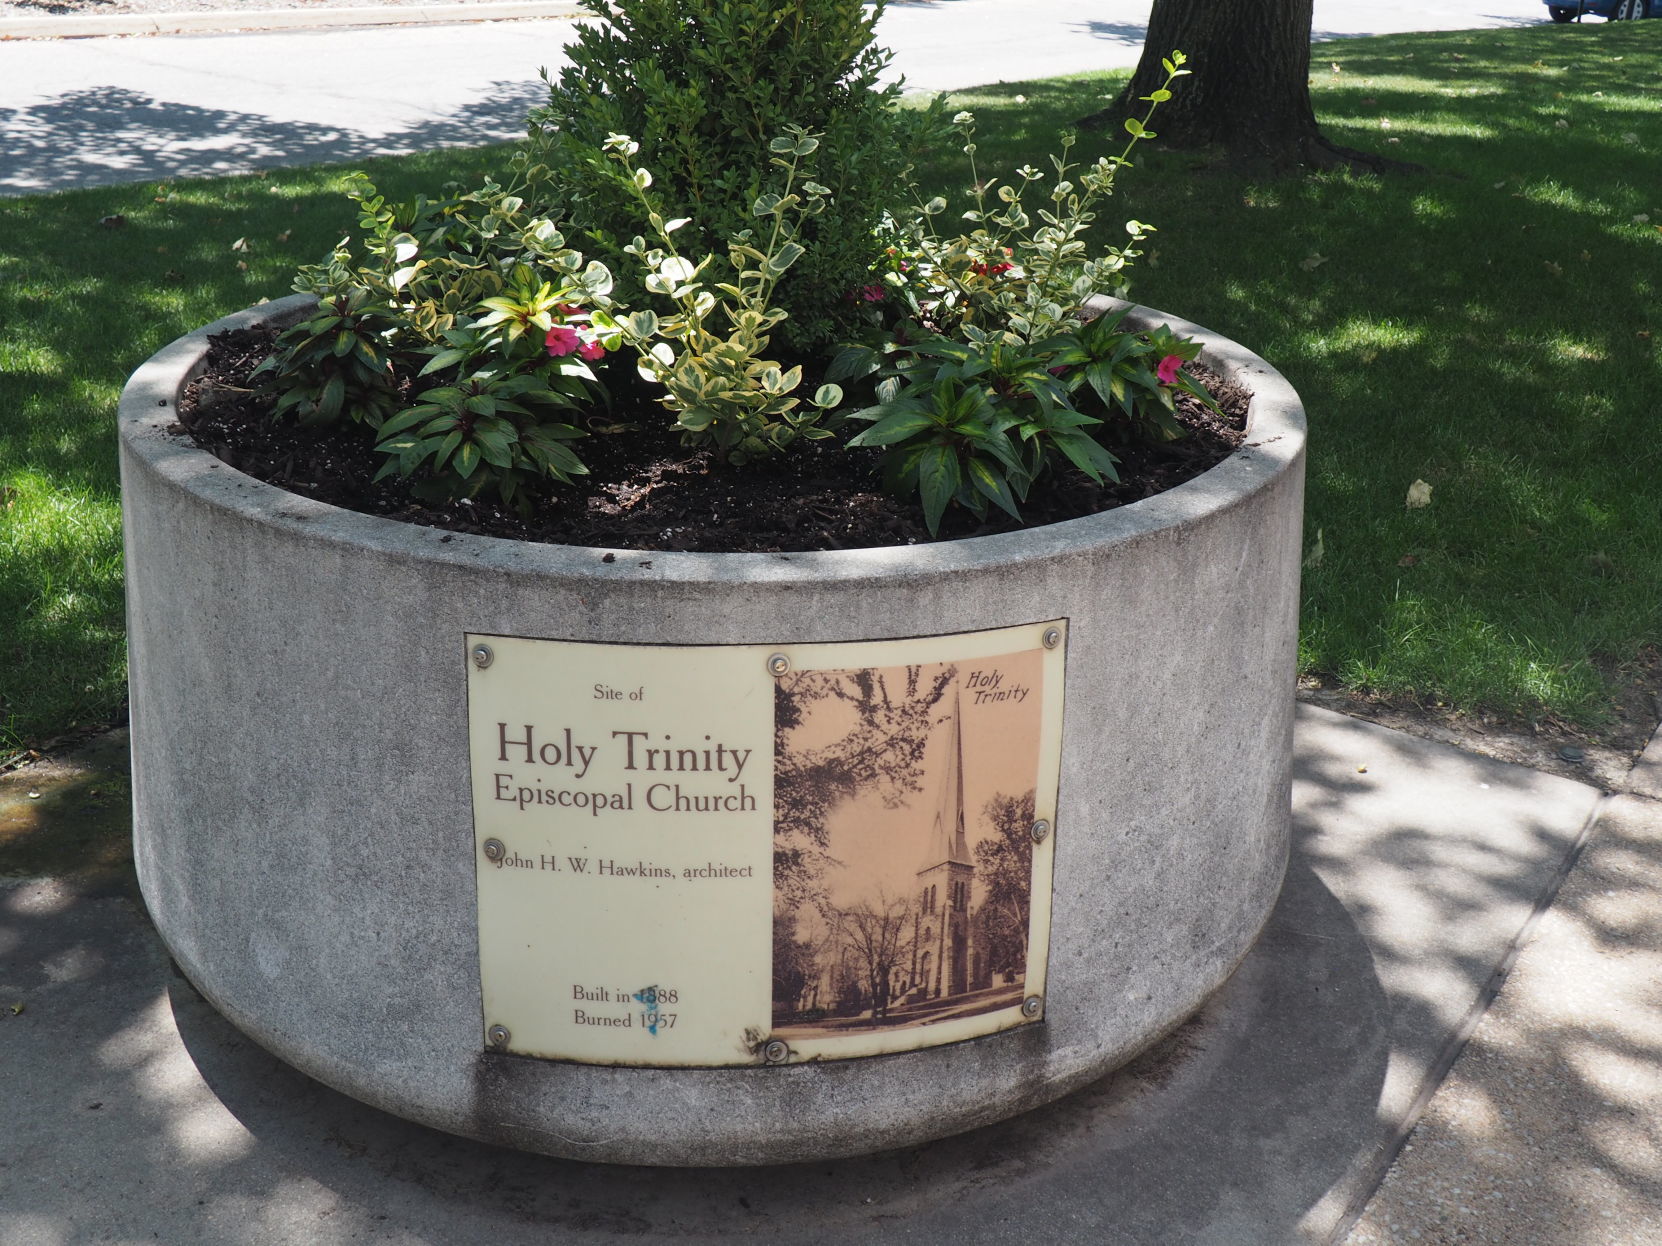 Site of
Holy Trinity
Episcopal Church
John H. W. Hawkins, architect
Built in 1888
Burned 1957
Holy
Trinity